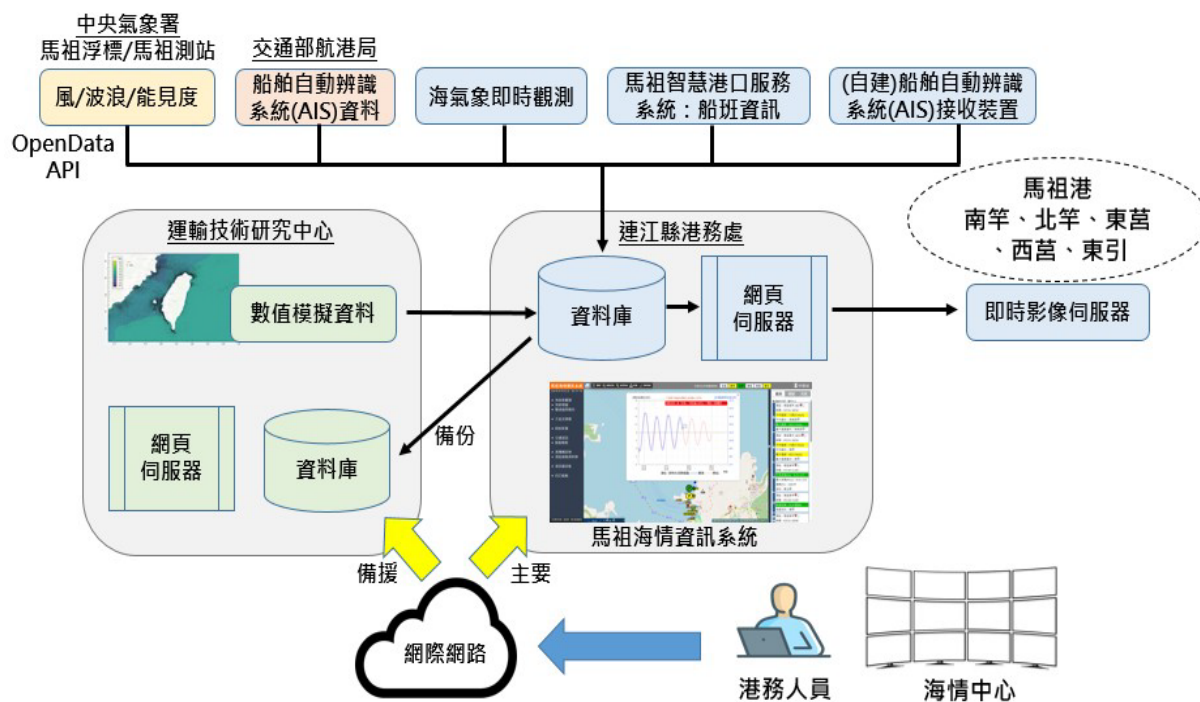 中央氣象署
馬祖浮標/馬祖測站
交通部航港局
風/波浪/能見度
船舶自動辨識
系統(AIS)資料
海氣象即時觀測
馬祖智慧港口服務
系統：船班資訊
(自建)船舶自動辨識
系統(AIS)接收裝置
OpenData
API
馬祖港
南竿、北竿、東莒
、西莒、東引
運輸技術研究中心
連江縣港務處
數值模擬資料
資料庫
網頁
伺服器
即時影像伺服器
備份
網頁
伺服器
資料庫
馬祖海情資訊系統
備援
主要
網際網路
港務人員
海情中心